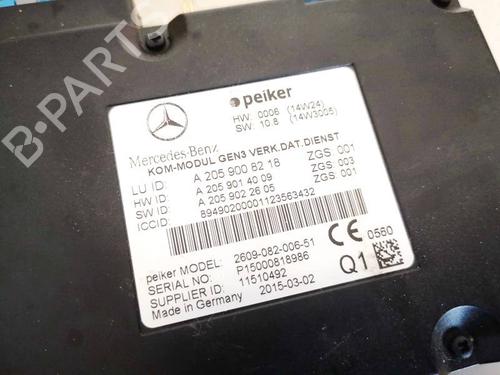 peiker
HW: 0006 (14W24)
SW: 10.8 (14W3005)
Mercedes-Benz
KOM-MODUL GEN3 VERK.DAT.DIENST
LU ID: A 205 900 82 18 ZGS: 001
HW ID: A 205 901 40 09 ZGS: 003
SW ID: A 205 902 26 05 ZGS: 001
ICCID: 89490200001123563432
peiker MODEL: 2609-082-006-51
SERIAL NO: P15000818986
SUPPLIER ID: 11510492
Made in Germany 2015-03-02
CE 0560
Q1
B-PARTS